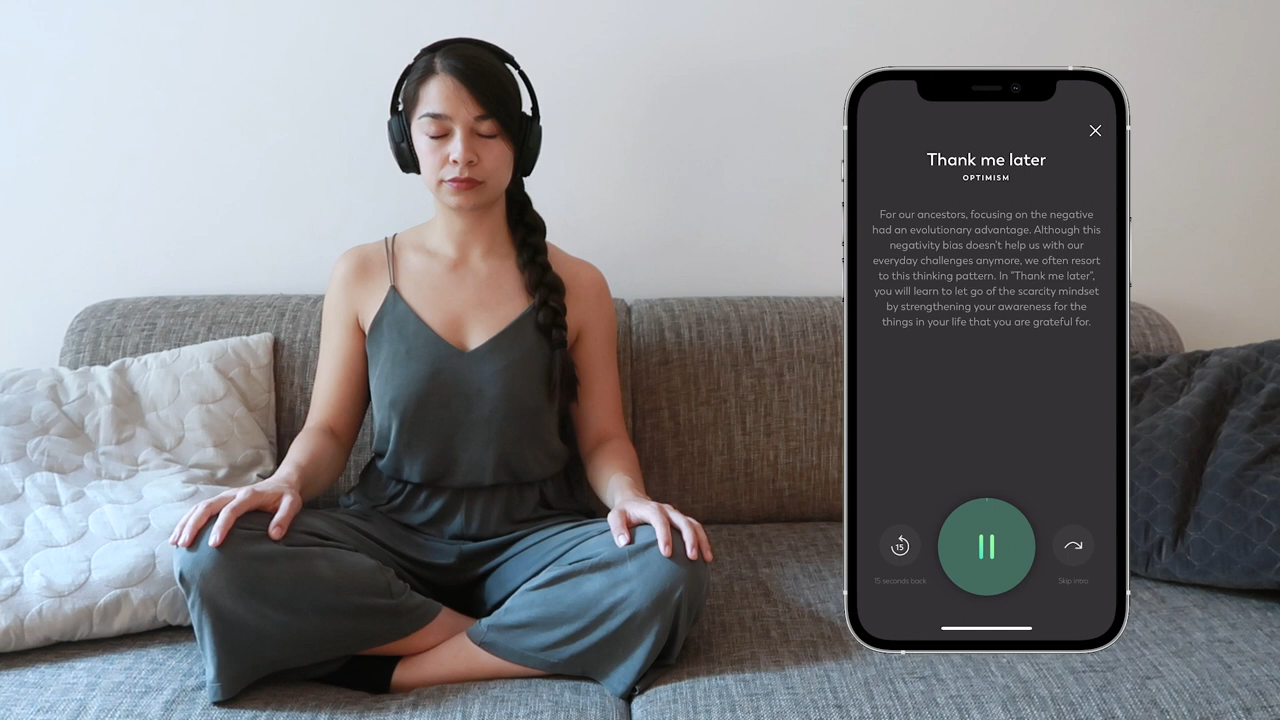 Thank me later
OPTIMISM
For our ancestors, focusing on the negative
had an evolutionary advantage. Although this
negativity bias doesn't help us with our
everyday challenges anymore, we often resort
to this thinking pattern. In "Thank me later",
you will learn to let go of the scarcity mindset
by strengthening your awareness for the
things in your life that you are grateful for.
15
15 seconds back
Skip intro